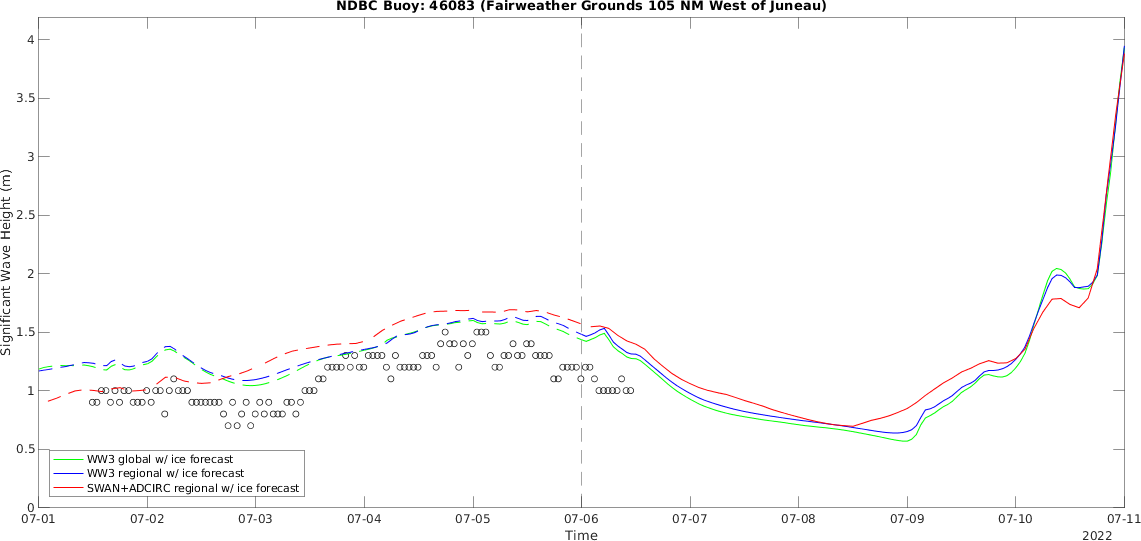 NDBC Buoy: 46083 (Fairweather Grounds 105 NM West of Juneau)
Significant Wave Height (m)
4
3.5
3
2.5
2
1.5
1
0.5
0
WW3 global w/ ice forecast
WW3 regional w/ ice forecast
SWAN+ADCIRC regional w/ ice forecast
07-01 07-02 07-03 07-04 07-05 07-06 07-07 07-08 07-09 07-10 07-11
Time
2022